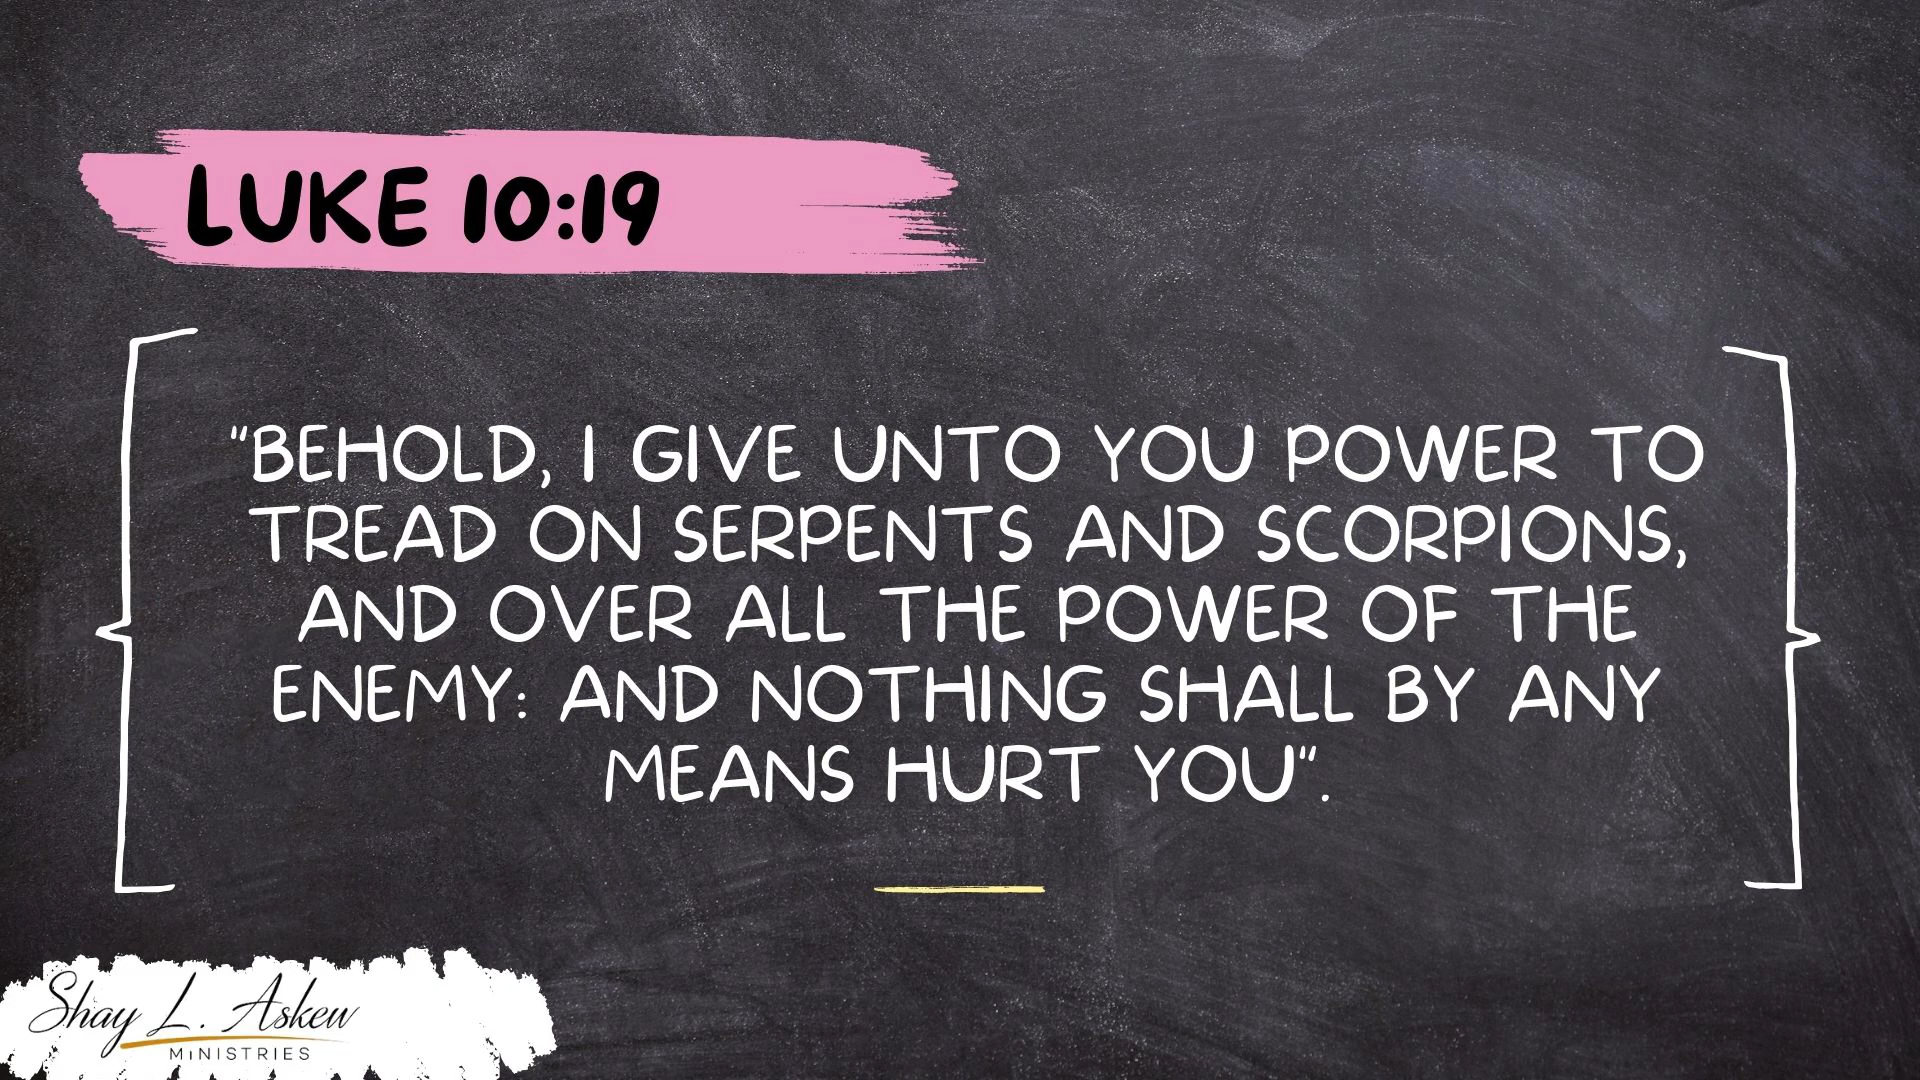 LUKE 10:19
"BEHOLD, I GIVE UNTO YOU POWER TO
TREAD ON SERPENTS AND SCORPIONS,
AND OVER ALL THE POWER OF THE
ENEMY: AND NOTHING SHALL BY ANY
MEANS HURT YOU".
Shay L. Askew
MiNISTRIES